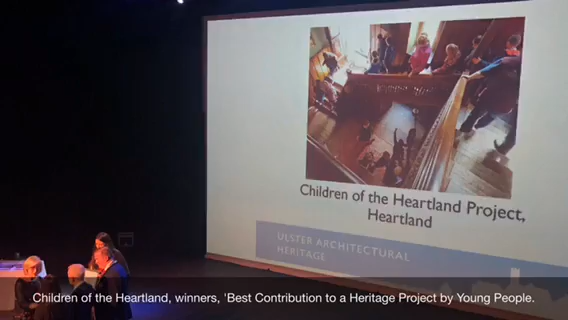 Children of the Heartland Project,
Heartland
ULSTER ARCHITECTURAL
HERITAGE
Children of the Heartland, winners, 'Best Contribution to a Heritage Project by Young People.